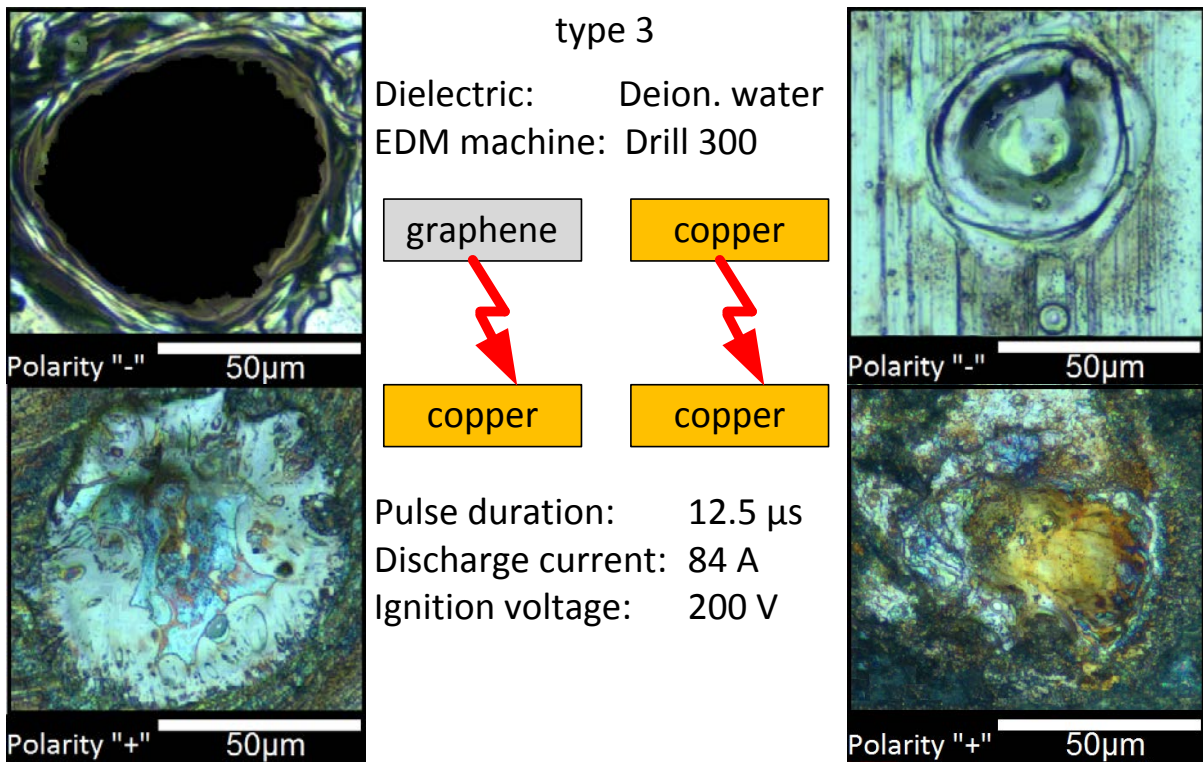 type 3
Dielectric: Deion. water
EDM machine: Drill 300
graphene copper
copper copper
Pulse duration: 12.5 µs
Discharge current: 84 A
Ignition voltage: 200 V
Polarity "-" 50µm
Polarity "+" 50µm
Polarity "-" 50µm
Polarity "+" 50µm